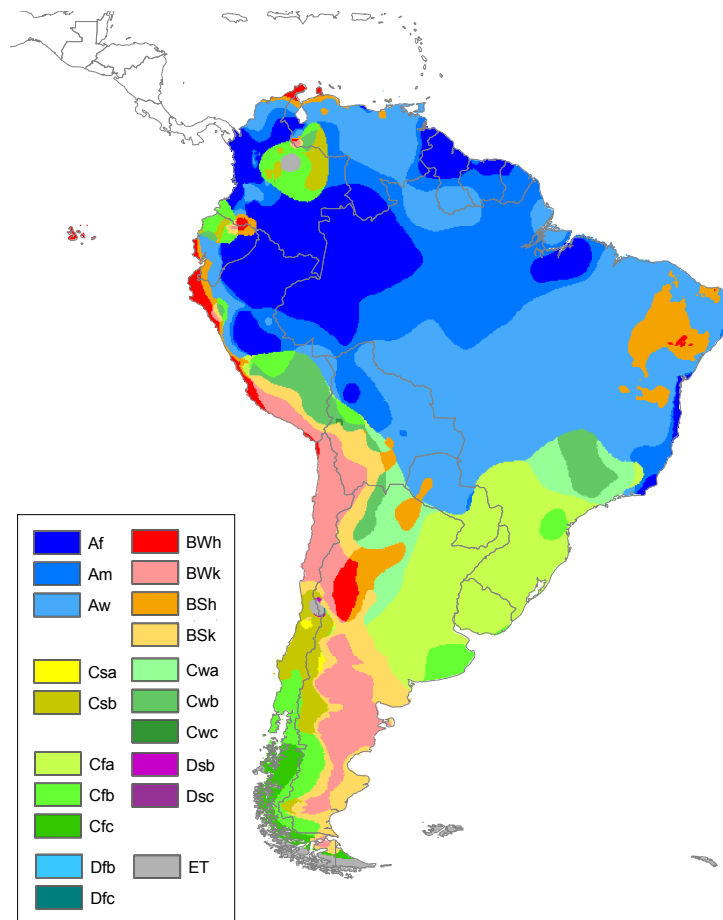 Af BWh
Am BWk
Aw BSh
BSk
Csa Cwa
Csb Cwb
Cwc
Cfa Dsb
Cfb Dsc
Cfc
Dfb ET
Dfc